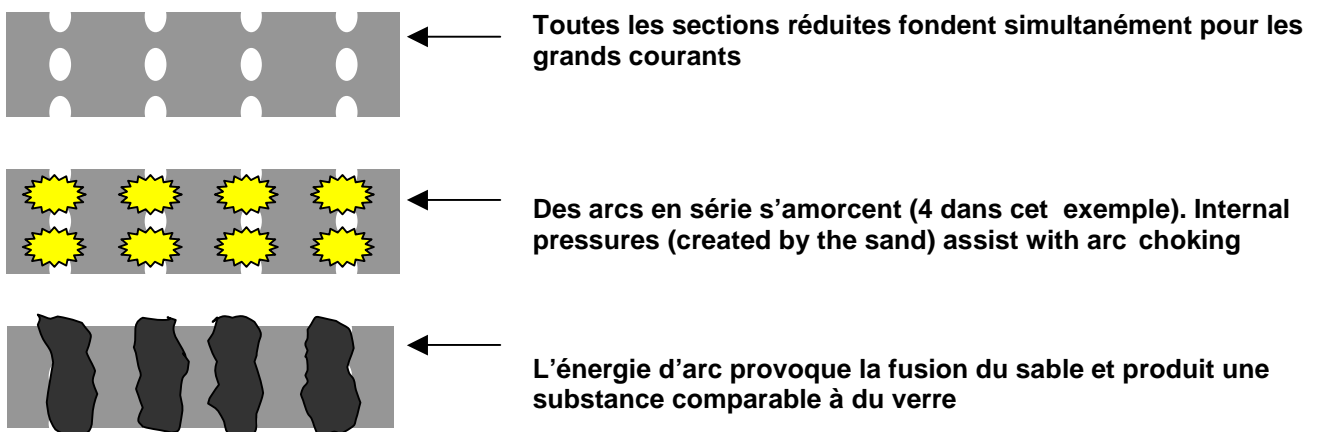 Toutes les sections réduites fondent simultanément pour les
grands courants
Des arcs en série s’amorcent (4 dans cet exemple). Internal
pressures (created by the sand) assist with arc choking
L’énergie d’arc provoque la fusion du sable et produit une
substance comparable à du verre